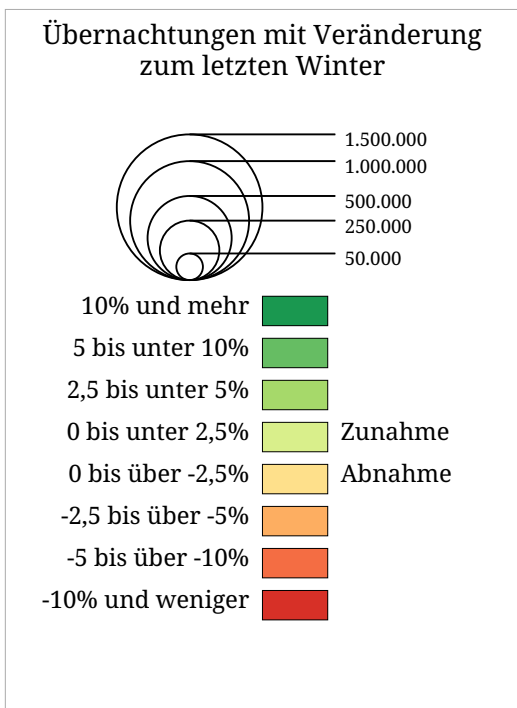 Übernachtungen mit Veränderung
zum letzten Winter
1.500.000
1.000.000
500.000
250.000
50.000
10% und mehr
5 bis unter 10%
2,5 bis unter 5%
0 bis unter 2,5% Zunahme
0 bis über -2,5% Abnahme
-2,5 bis über -5%
-5 bis über -10%
-10% und weniger